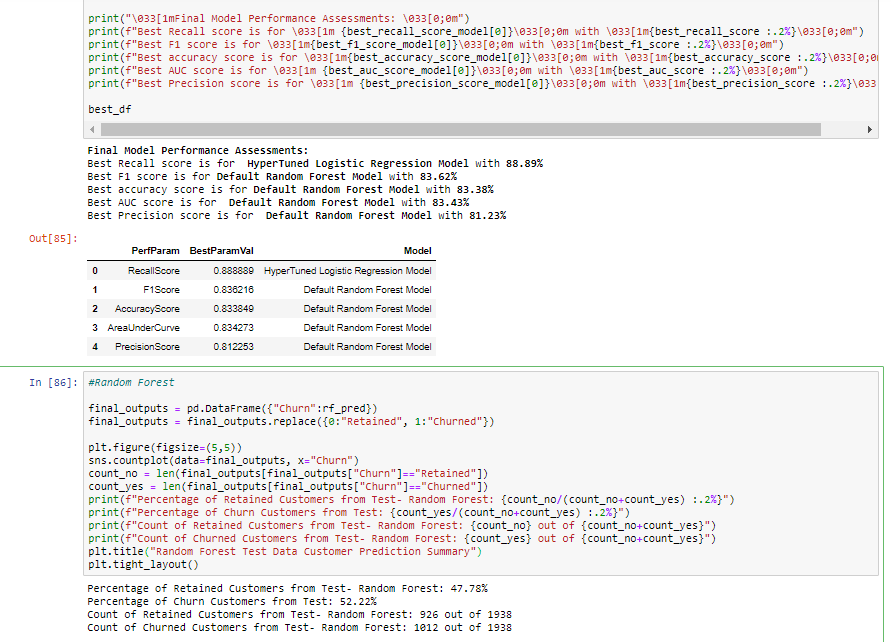 print("\033[1mFinal Model Performance Assessments: \033[0;0m")
print(f"Best Recall score is for \033[1m {best_recall_score_model[0]}\033[0;0m with \033[1m{best_recall_score :.2%}\033[0;0m")
print(f"Best F1 score is for \033[1m{best_f1_score_model[0]}\033[0;0m with \033[1m{best_f1_score :.2%}\033[0;0m")
print(f"Best accuracy score is for \033[1m{best_accuracy_score_model[0]}\033[0;0m with \033[1m{best_accuracy_score :.2%}\033[0;0
print(f"Best AUC score is for \033[1m {best_auc_score_model[0]}\033[0;0m with \033[1m{best_auc_score :.2%}\033[0;0m")
print(f"Best Precision score is for \033[1m {best_precision_score_model[0]}\033[0;0m with \033[1m{best_precision_score :.2%}\033
best_df
Final Model Performance Assessments:
Best Recall score is for  HyperTuned Logistic Regression Model with 88.89%
Best F1 score is for Default Random Forest Model with 83.62%
Best accuracy score is for Default Random Forest Model with 83.38%
Best AUC score is for  Default Random Forest Model with 83.43%
Best Precision score is for  Default Random Forest Model with 81.23%
Out[85]:
PerfParam BestParamVal Model
0 RecallScore 0.888889 HyperTuned Logistic Regression Model
1 F1Score 0.836216 Default Random Forest Model
2 AccuracyScore 0.833849 Default Random Forest Model
3 AreaUnderCurve 0.834273 Default Random Forest Model
4 PrecisionScore 0.812253 Default Random Forest Model
In [86]: #Random Forest
final_outputs = pd.DataFrame({"Churn":rf_pred})
final_outputs = final_outputs.replace({0:"Retained", 1:"Churned"})
plt.figure(figsize=(5,5))
sns.countplot(data=final_outputs, x="Churn")
count_no = len(final_outputs[final_outputs["Churn"]=="Retained"])
count_yes = len(final_outputs[final_outputs["Churn"]=="Churned"])
print(f"Percentage of Retained Customers from Test- Random Forest: {count_no/(count_no+count_yes) :.2%}")
print(f"Percentage of Churn Customers from Test: {count_yes/(count_no+count_yes) :.2%}")
print(f"Count of Retained Customers from Test- Random Forest: {count_no} out of {count_no+count_yes}")
print(f"Count of Churned Customers from Test- Random Forest: {count_yes} out of {count_no+count_yes}")
plt.title("Random Forest Test Data Customer Prediction Summary")
plt.tight_layout()
Percentage of Retained Customers from Test- Random Forest: 47.78%
Percentage of Churn Customers from Test: 52.22%
Count of Retained Customers from Test- Random Forest: 926 out of 1938
Count of Churned Customers from Test- Random Forest: 1012 out of 1938